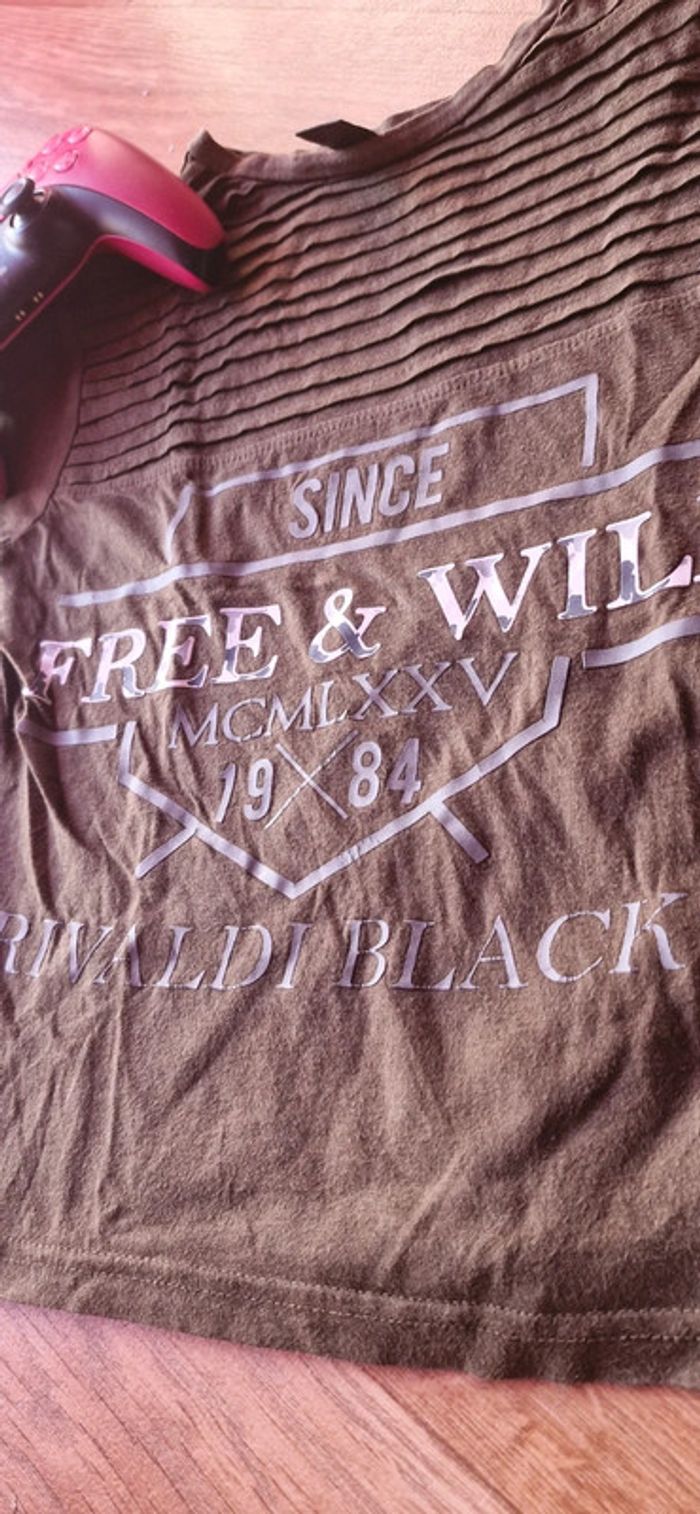 SINCE
FREE & WIL
MCMLXXV
19 84
RIVALDI BLACK